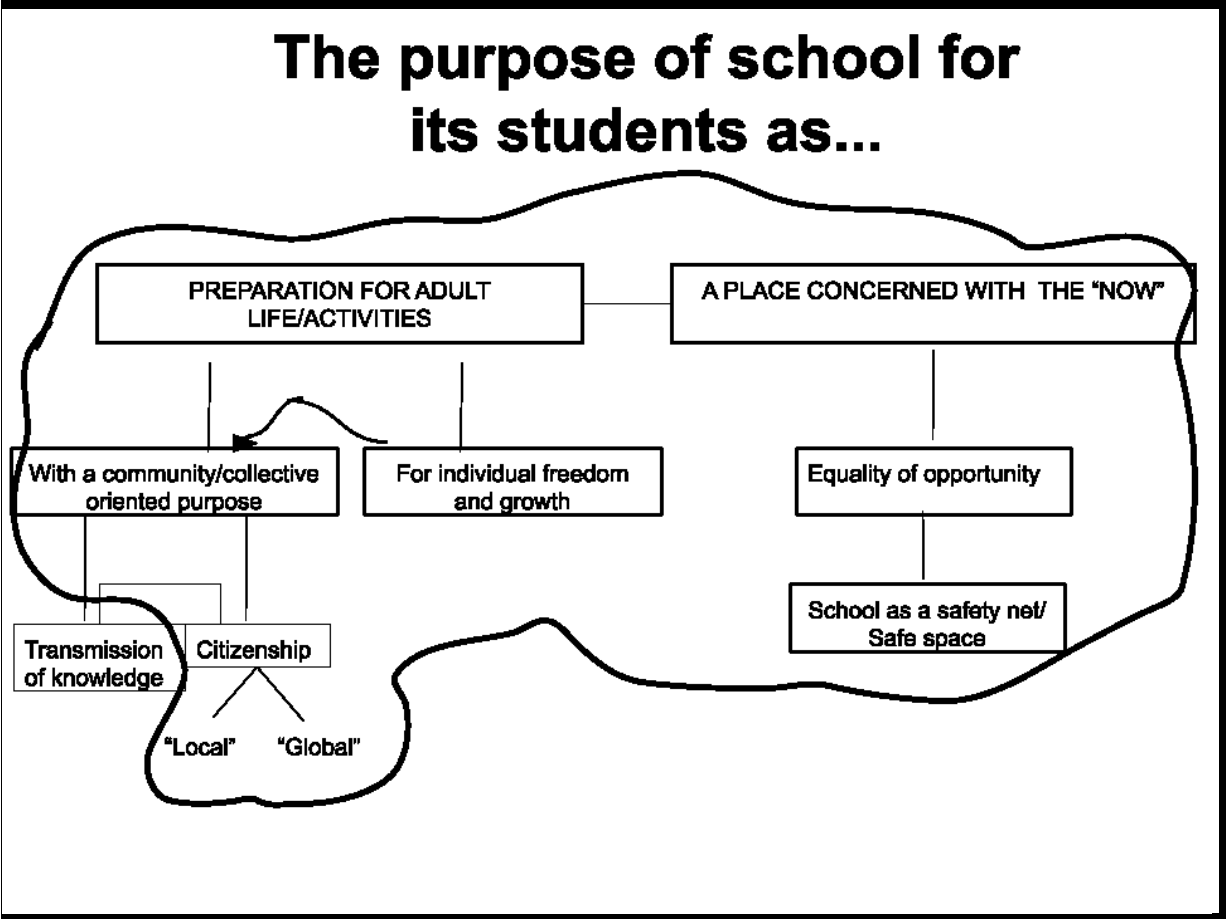 The purpose of school for
its students as...
PREPARATION FOR ADULT
LIFE/ACTIVITIES
A PLACE CONCERNED WITH THE “NOW”
With a community/collective
oriented purpose
For individual freedom
and growth
Equality of opportunity
School as a safety net/
Safe space
Transmission
of knowledge
Citizenship
“Local”
“Global”